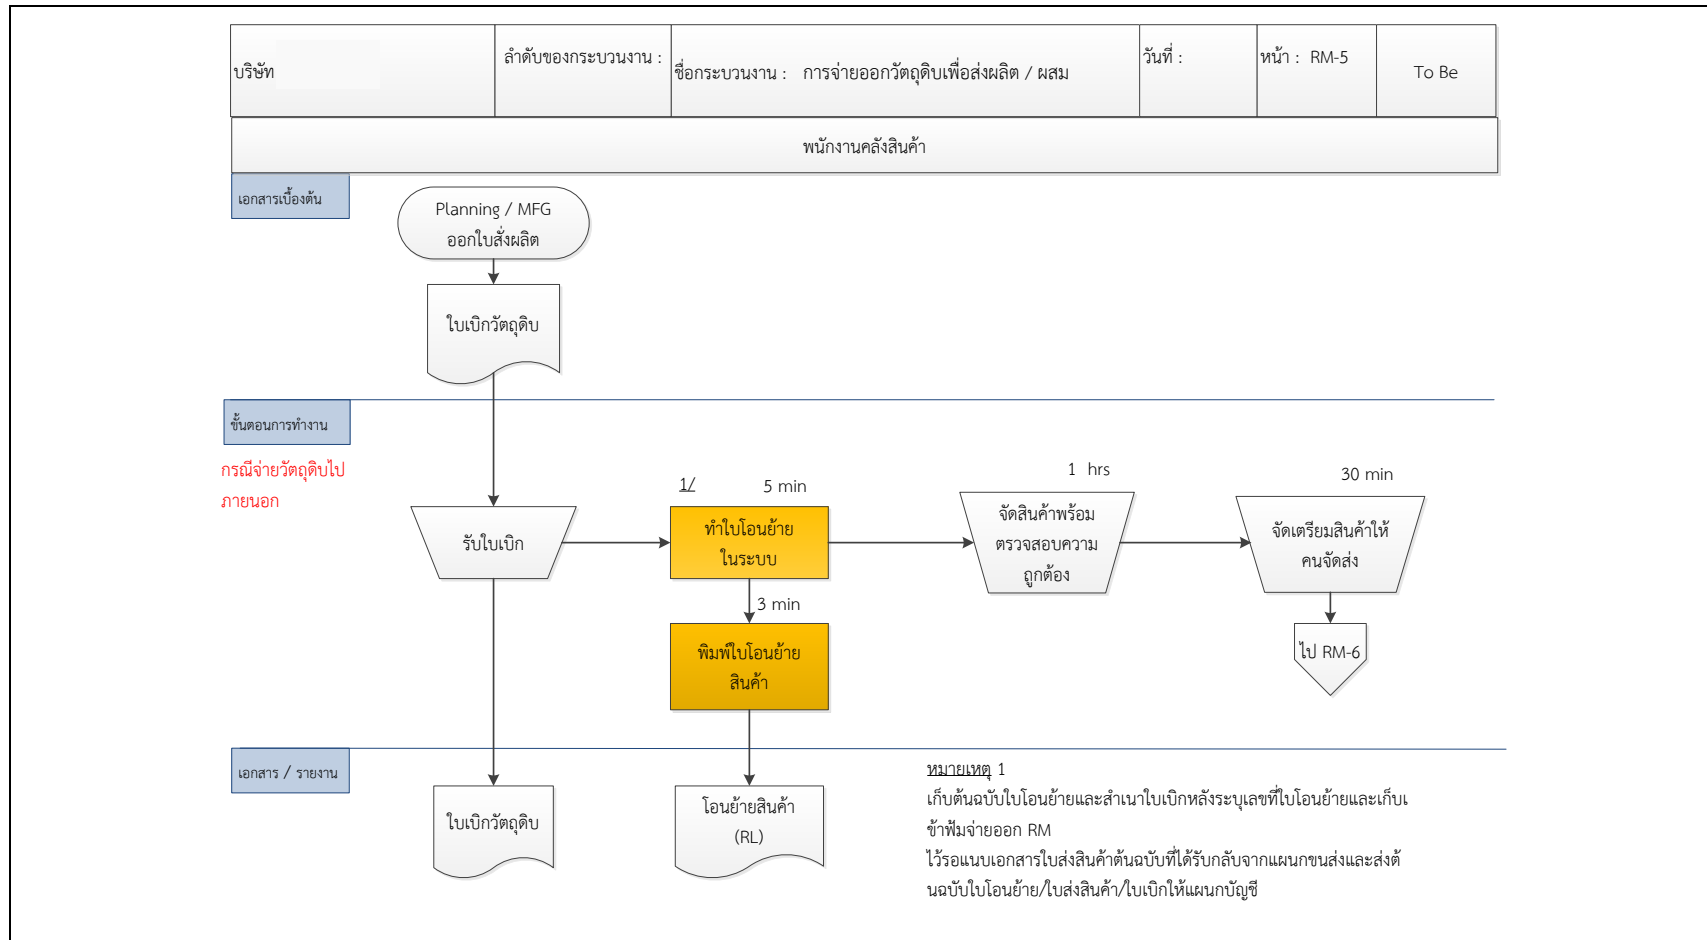 บริษัท
ลำดับของกระบวนงาน :
ชื่อกระบวนงาน : การจ่ายออกวัตถุดิบเพื่อส่งผลิต / ผสม
วันที่ :
หน้า : RM-5
To Be
พนักงานคลังสินค้า
เอกสารเบื้องต้น
Planning / MFG
ออกใบสั่งผลิต
ใบเบิกวัตถุดิบ
ขั้นตอนการทำงาน
กรณีจ่ายวัตถุดิบไป
ภายนอก
รับใบเบิก
1/ 5 min
ทำใบโอนย้าย
ในระบบ
1 hrs
จัดสินค้าพร้อม
ตรวจสอบความ
ถูกต้อง
30 min
จัดเตรียมสินค้าให้
คนจัดส่ง
3 min
พิมพ์ใบโอนย้าย
สินค้า
ไป RM-6
เอกสาร / รายงาน
ใบเบิกวัตถุดิบ
โอนย้ายสินค้า
(RL)
หมายเหตุ 1
เก็บต้นฉบับใบโอนย้ายและสำเนาใบเบิกหลังระบุเลขที่ใบโอนย้ายและเก็บเ
ข้าฟ้มจ่ายออก RM
ไว้รอแนบเอกสารใบส่งสินค้าต้นฉบับที่ได้รับกลับจากแผนกขนส่งและส่งต้
นฉบับใบโอนย้าย/ใบส่งสินค้า/ใบเบิกให้แผนกบัญชี